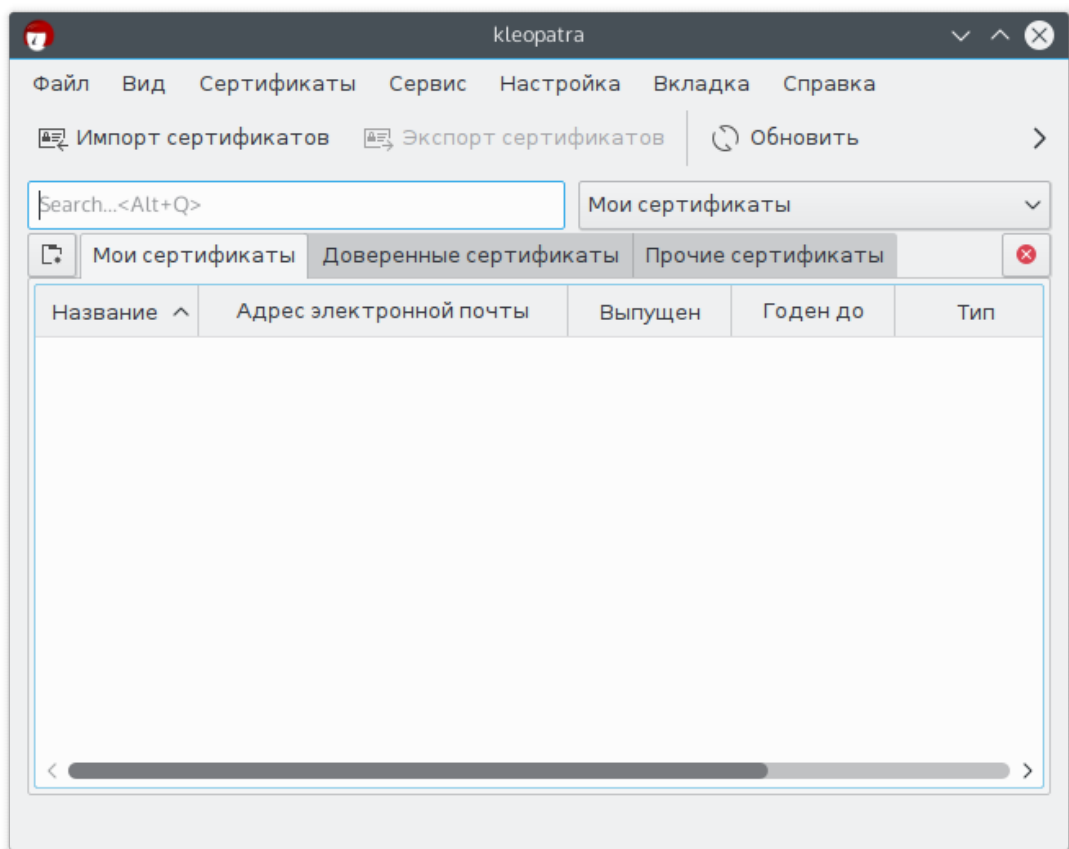 kleopatra
Файл Вид Сертификаты Сервис Настройка Вкладка Справка
Импорт сертификатов Экспорт сертификатов Обновить
Search...<Alt+Q> Мои сертификаты
Мои сертификаты Доверенные сертификаты Прочие сертификаты
Название Адрес электронной почты Выпущен Годен до Тип